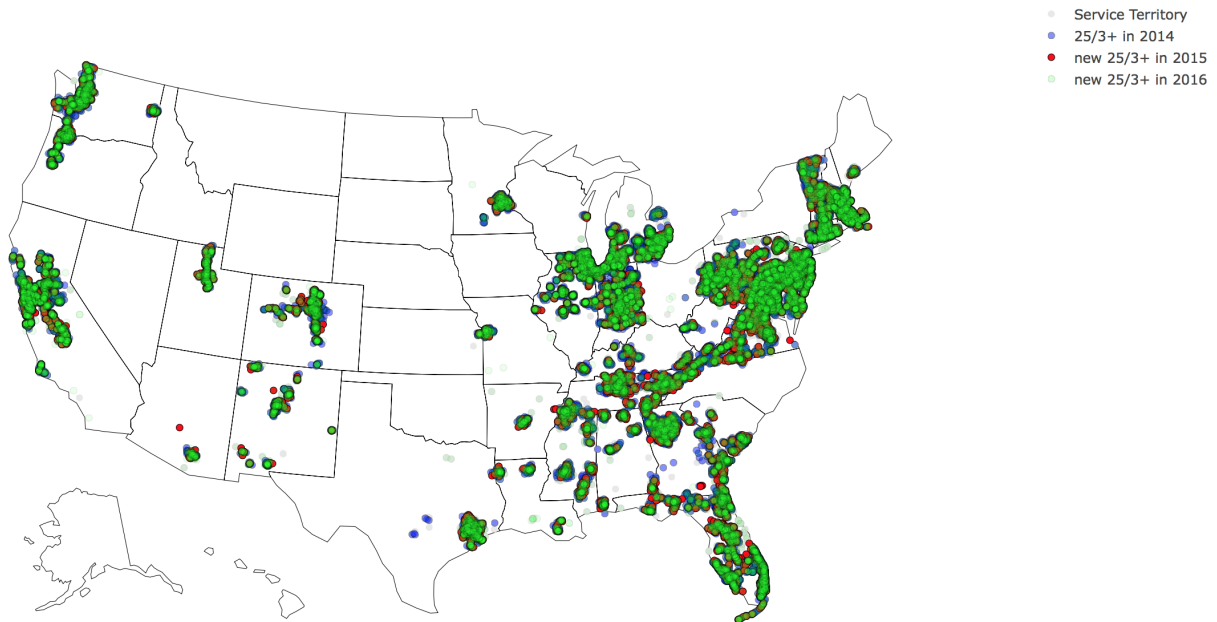 Service Territory
25/3+ in 2014
new 25/3+ in 2015
new 25/3+ in 2016